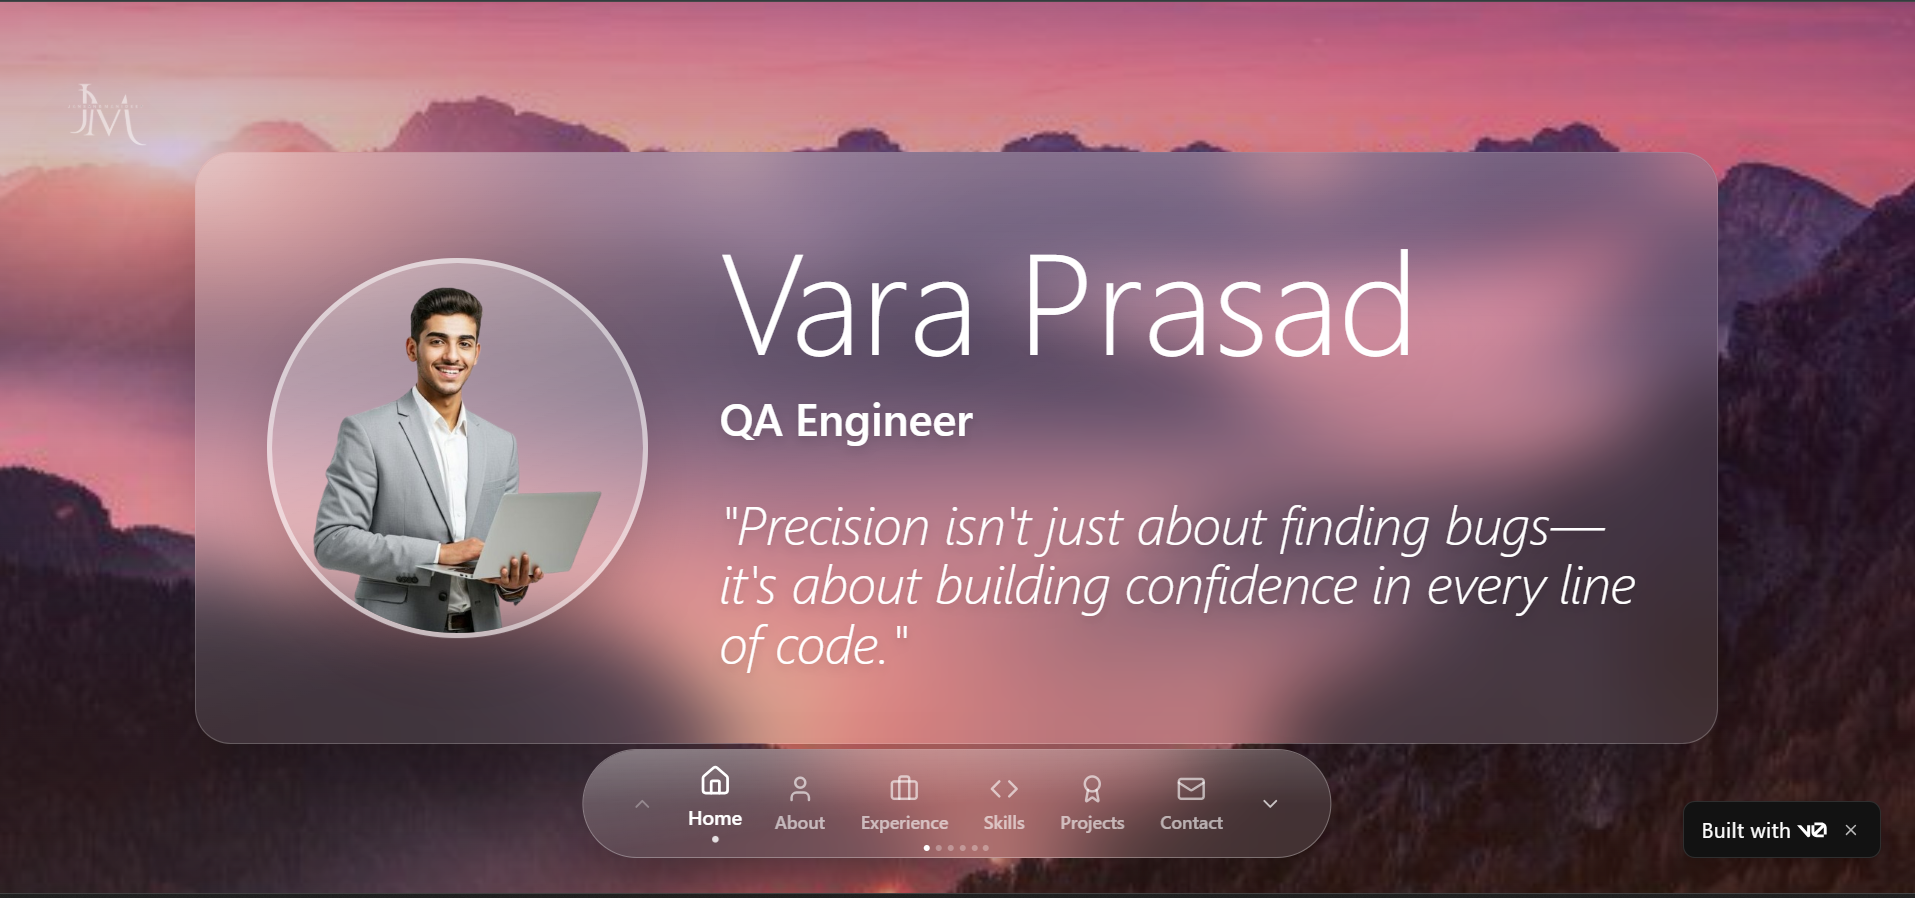 JM
Vara Prasad
QA Engineer
"Precision isn't just about finding bugs—
it's about building confidence in every line
of code."
Home
About
Experience
Skills
Projects
Contact
Built with v0